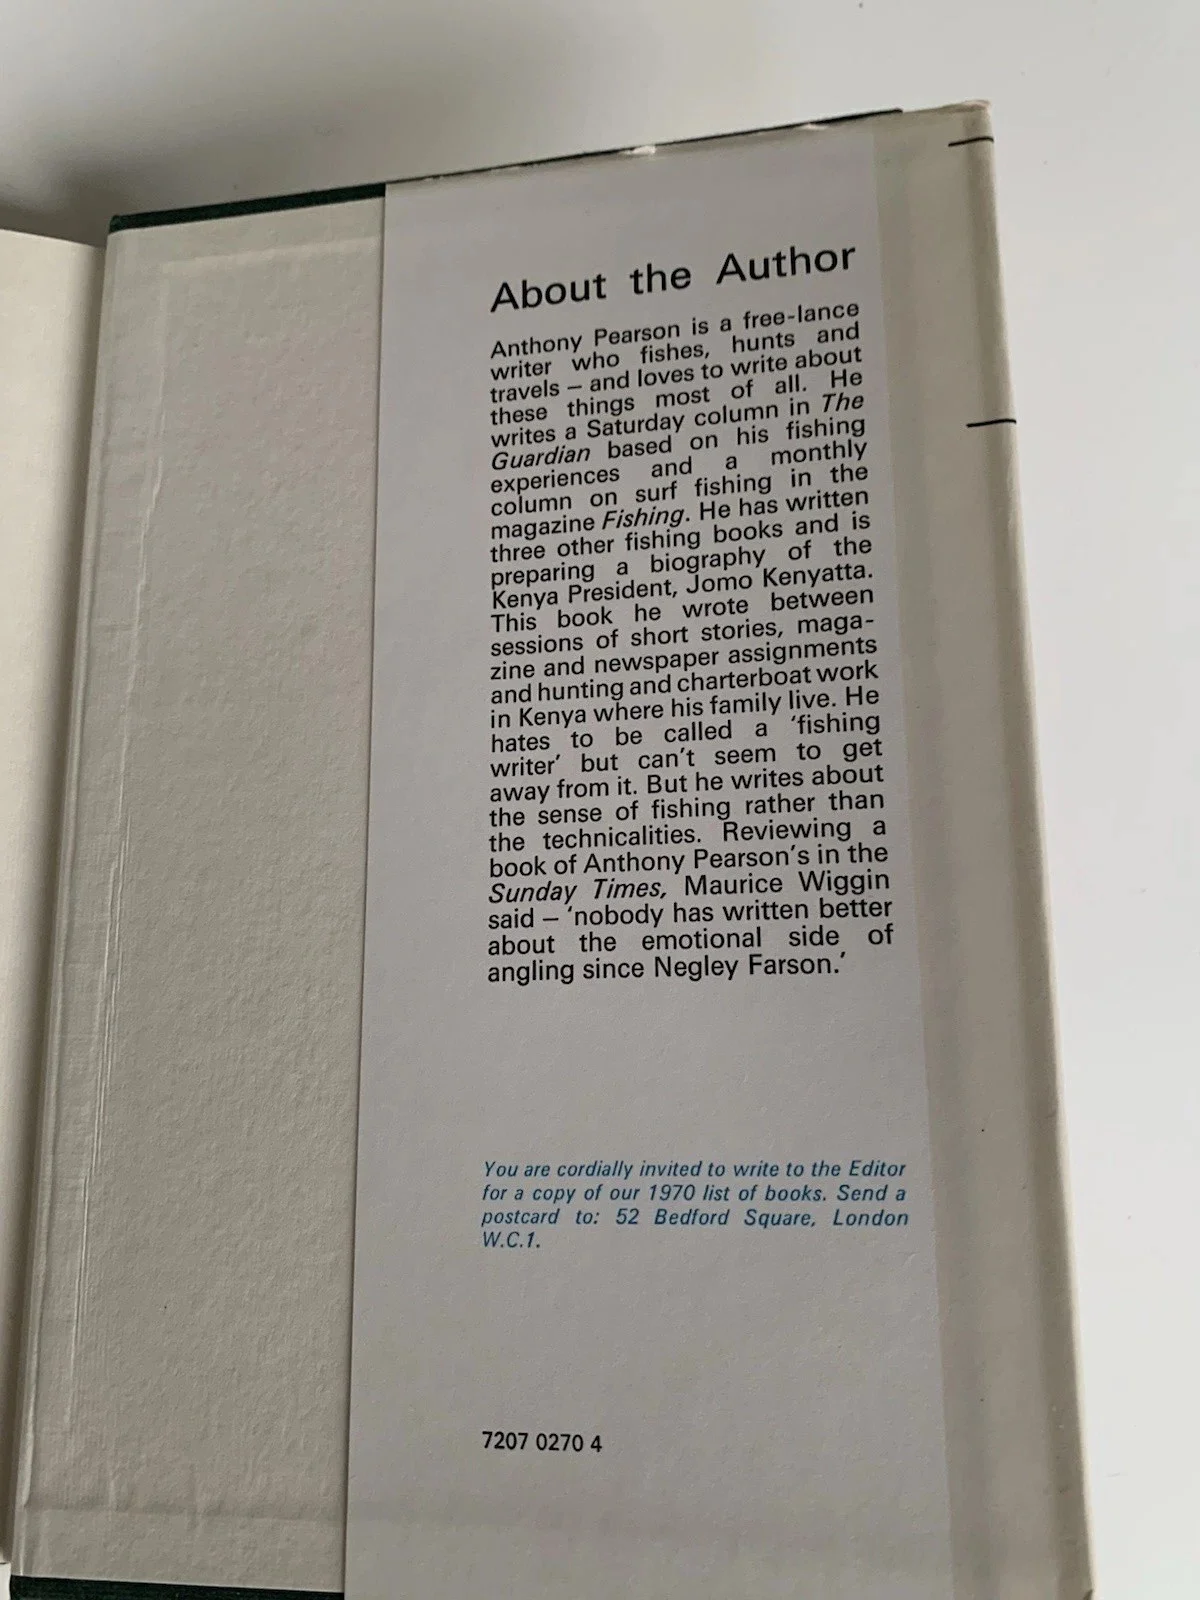 About the Author
Anthony Pearson is a free-lance
writer who fishes, hunts and
travels – and loves to write about
these things most of all. He
writes a Saturday column in The
Guardian based on his fishing
experiences and a monthly
column on surf fishing in the
magazine Fishing. He has written
three other fishing books and is
preparing a biography of the
Kenya President, Jomo Kenyatta.
This book he wrote between
sessions of short stories, maga-
zine and newspaper assignments
and hunting and charterboat work
in Kenya where his family live. He
hates to be called a ‘fishing
writer’ but can’t seem to get
away from it. But he writes about
the sense of fishing rather than
the technicalities. Reviewing a
book of Anthony Pearson’s in the
Sunday Times, Maurice Wiggin
said – ‘nobody has written better
about the emotional side of
angling since Negley Farson.’
You are cordially invited to write to the Editor
for a copy of our 1970 list of books. Send a
postcard to: 52 Bedford Square, London
W.C.1.
7207 0270 4